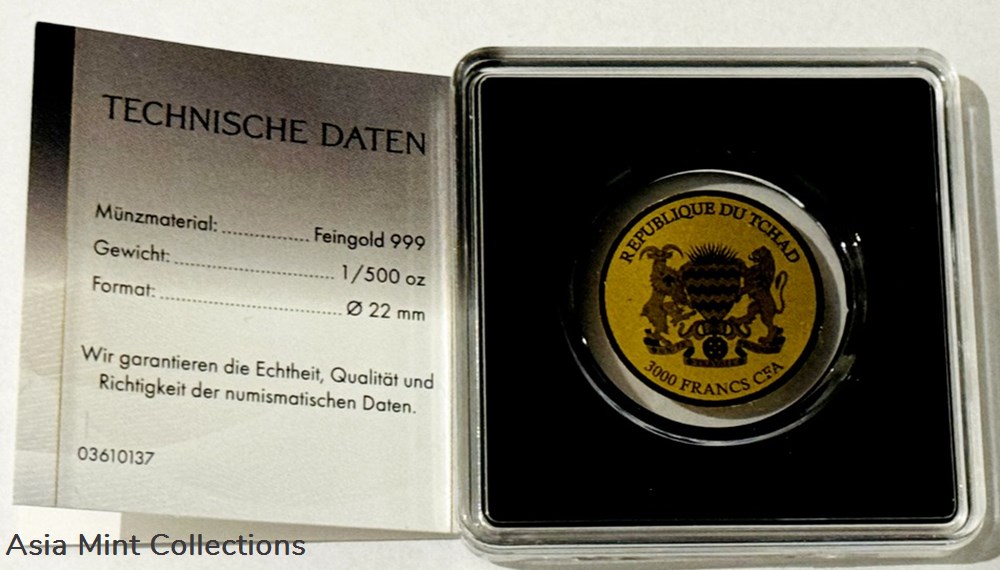 TECHNISCHE DATEN
Münzmaterial: ............... Feingold 999
Gewicht: ............................ 1/500 oz
Format: ................................ Ø 22 mm
Wir garantieren die Echtheit, Qualität und
Richtigkeit der numismatischen Daten.
03610137
REPUBLIQUE DU TCHAD
3000 FRANCS CFA
Asia Mint Collections